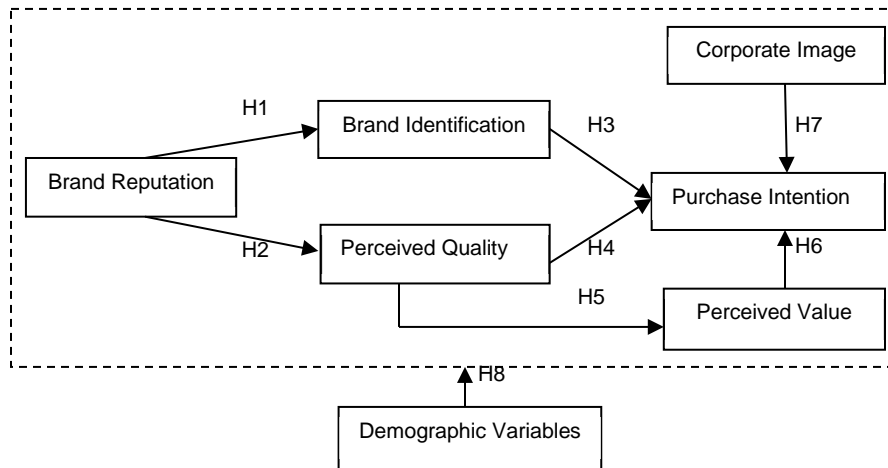 Corporate Image
H1
Brand Identification
H3
H7
Brand Reputation
Purchase Intention
H2
Perceived Quality
H4
H6
H5
Perceived Value
H8
Demographic Variables